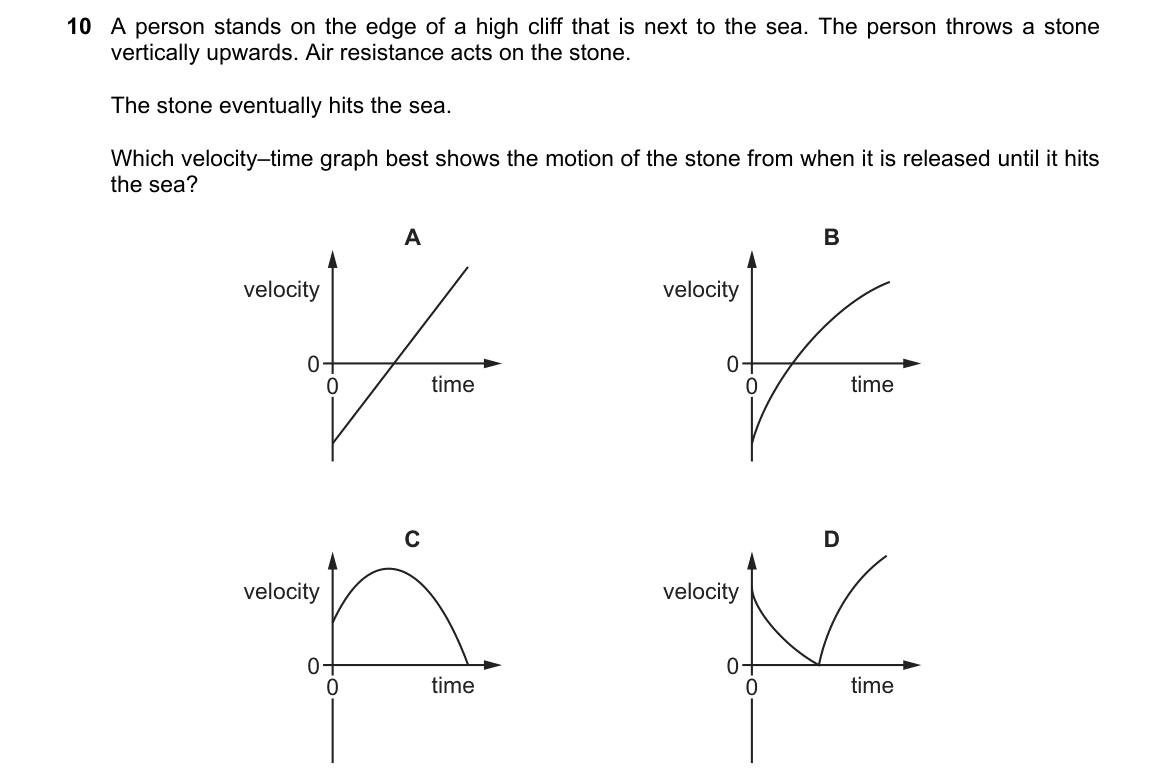 10 A person stands on the edge of a high cliff that is next to the sea. The person throws a stone
vertically upwards. Air resistance acts on the stone.
The stone eventually hits the sea.
Which velocity–time graph best shows the motion of the stone from when it is released until it hits
the sea?
A
velocity
0
0
time
B
velocity
0
0
time
C
velocity
0
0
time
D
velocity
0
0
time